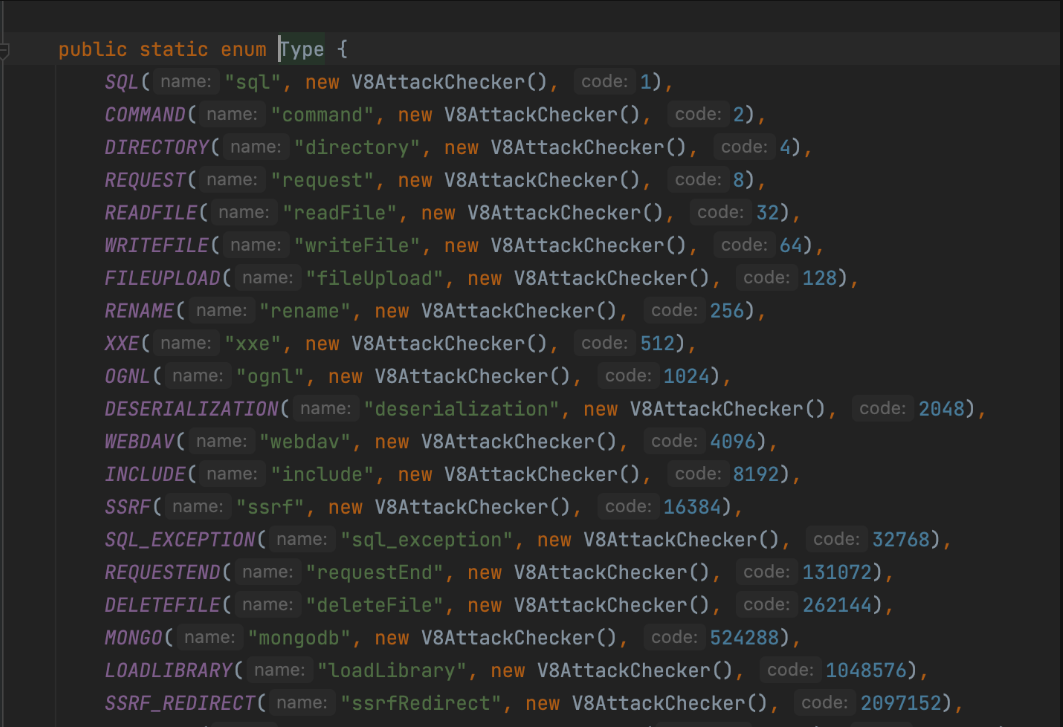 public static enum Type {
SQL( name: "sql", new V8AttackChecker(), code: 1),
COMMAND( name: "command", new V8AttackChecker(), code: 2),
DIRECTORY( name: "directory", new V8AttackChecker(), code: 4),
REQUEST( name: "request", new V8AttackChecker(), code: 8),
READFILE( name: "readFile", new V8AttackChecker(), code: 32),
WRITEFILE( name: "writeFile", new V8AttackChecker(), code: 64),
FILEUPLOAD( name: "fileUpload", new V8AttackChecker(), code: 128),
RENAME( name: "rename", new V8AttackChecker(), code: 256),
XXE( name: "xxe", new V8AttackChecker(), code: 512),
OGNL( name: "ognl", new V8AttackChecker(), code: 1024),
DESERIALIZATION( name: "deserialization", new V8AttackChecker(), code: 2048),
WEBDAV( name: "webdav", new V8AttackChecker(), code: 4096),
INCLUDE( name: "include", new V8AttackChecker(), code: 8192),
SSRF( name: "ssrf", new V8AttackChecker(), code: 16384),
SQL_EXCEPTION( name: "sql_exception", new V8AttackChecker(), code: 32768),
REQUESTEND( name: "requestEnd", new V8AttackChecker(), code: 131072),
DELETEFILE( name: "deleteFile", new V8AttackChecker(), code: 262144),
MONGO( name: "mongodb", new V8AttackChecker(), code: 524288),
LOADLIBRARY( name: "loadLibrary", new V8AttackChecker(), code: 1048576),
SSRF_REDIRECT( name: "ssrfRedirect", new V8AttackChecker(), code: 2097152),